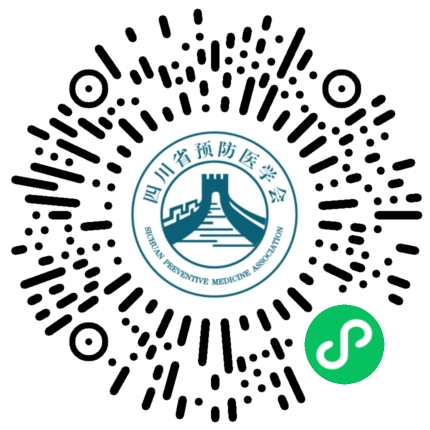 四川省预防医学会
SICHUAN PREVENTIVE MEDICINE ASSOCIATION